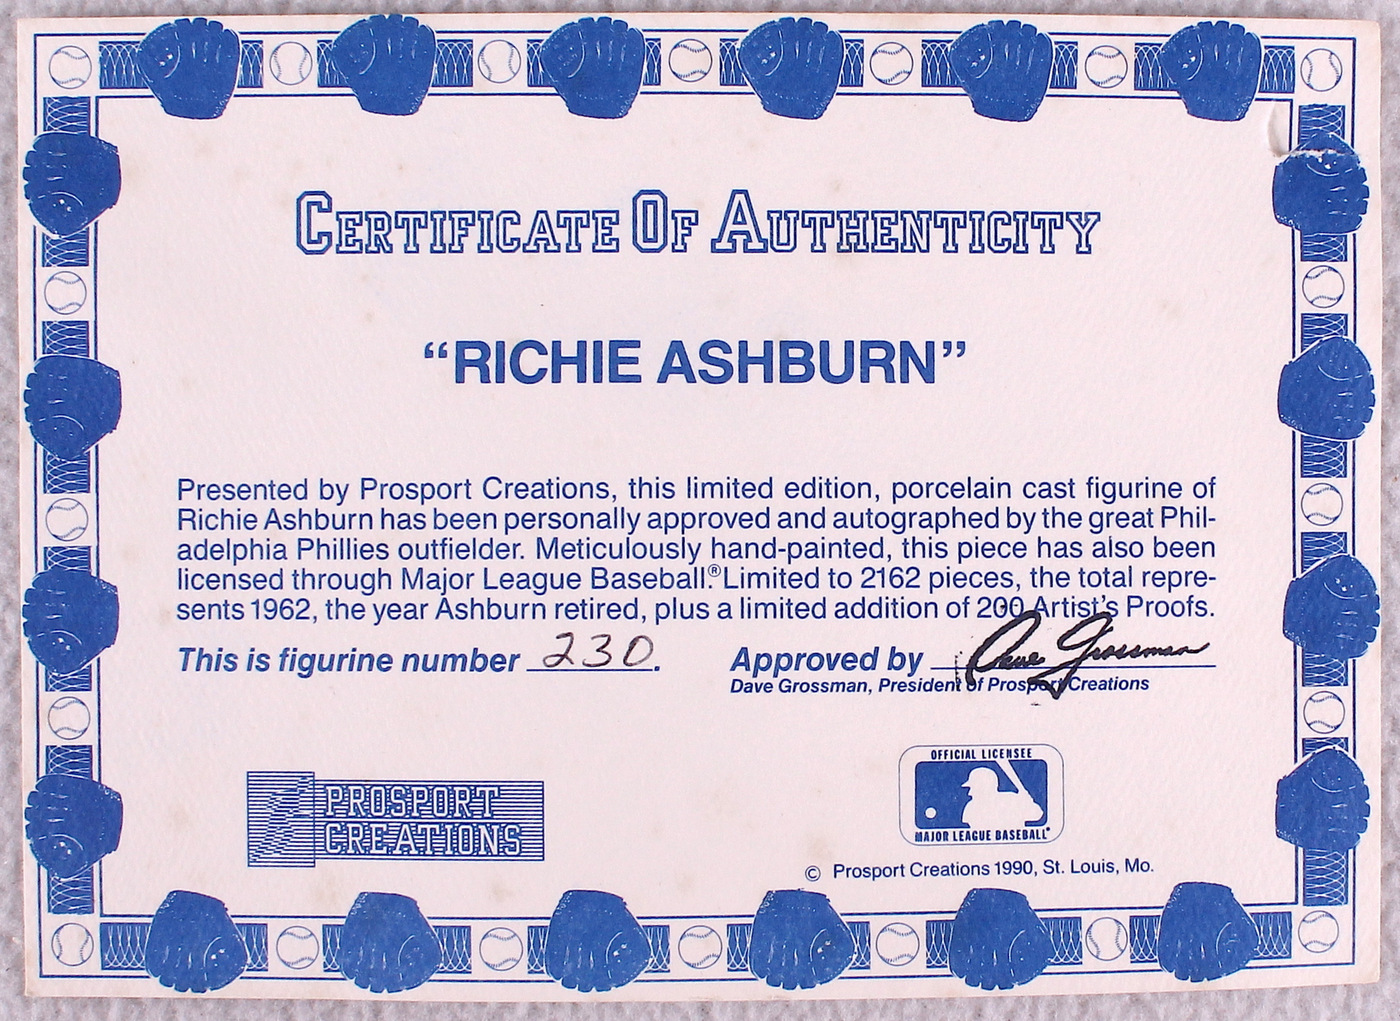 CERTIFICATE OF AUTHENTICITY
“RICHIE ASHBURN”
Presented by Prosport Creations, this limited edition, porcelain cast figurine of
Richie Ashburn has been personally approved and autographed by the great Phil-
adelphia Phillies outfielder. Meticulously hand-painted, this piece has also been
licensed through Major League Baseball.® Limited to 2162 pieces, the total repre-
sents 1962, the year Ashburn retired, plus a limited addition of 200 Artist’s Proofs.
This is figurine number 230.
Approved by Dave Grossman
Dave Grossman, President of Prosport Creations
PROSPORT
CREATIONS
OFFICIAL LICENSEE
MAJOR LEAGUE BASEBALL®
© Prosport Creations 1990, St. Louis, Mo.